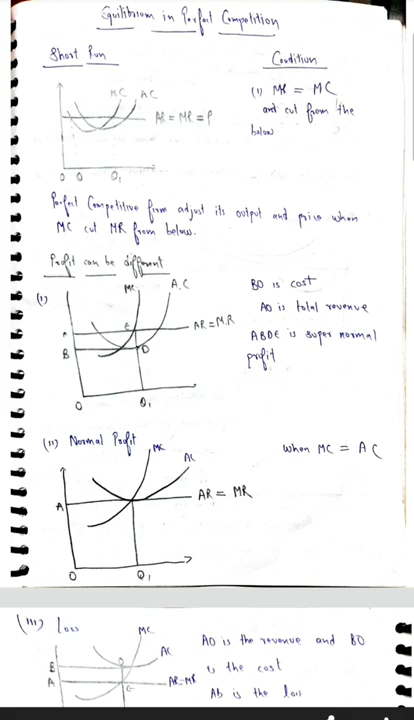 Equilibrium in Perfect Competition
Short Run
Condition
MC AC
AR = MR = P
O Q Q1
(1) MR = MC
and cut from the
below
Perfect Competitive firm adjust its output and price when
MC cut MR from below.
Profit can be different
(i)
MC A.C
AR = M.R
A E
B D
O Q1
BO is cost
AO is total revenue
ABDE is super normal
profit
(ii) Normal Profit
MC
AC
AR = MR
A
O Q1
When MC = AC
(iii) Loss
MC
AC
B D
A E
AR=MR
AO is the revenue and BO
is the cost
Ab is the loss